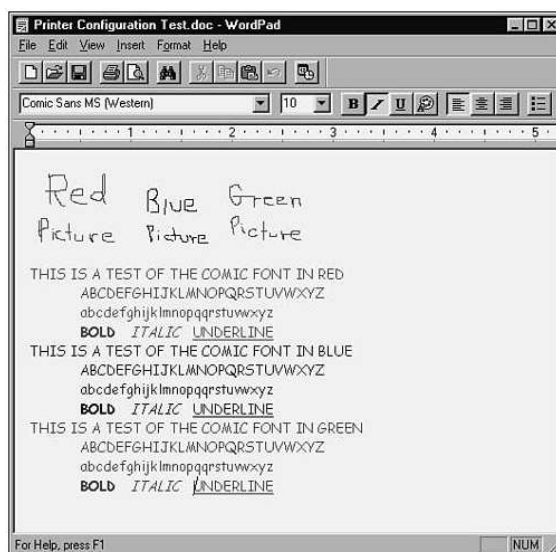 Printer Configuration Test.doc - WordPad
File Edit View Insert Format Help
Comic Sans MS (Western) 10 B I U
1 2 3 4 5
Red Blue Green
Picture Picture Picture
THIS IS A TEST OF THE COMIC FONT IN RED
ABCDEFGHIJKLMNOPQRSTUVWXYZ
abcdefghijklmnopqqrstuvwxyz
BOLD ITALIC UNDERLINE
THIS IS A TEST OF THE COMIC FONT IN BLUE
ABCDEFGHIJKLMNOPQRSTUVWXYZ
abcdefghijklmnopqqrstuvwxyz
BOLD ITALIC UNDERLINE
THIS IS A TEST OF THE COMIC FONT IN GREEN
ABCDEFGHIJKLMNOPQRSTUVWXYZ
abcdefghijklmnopqqrstuvwxyz
BOLD ITALIC UNDERLINE
For Help, press F1 NUM